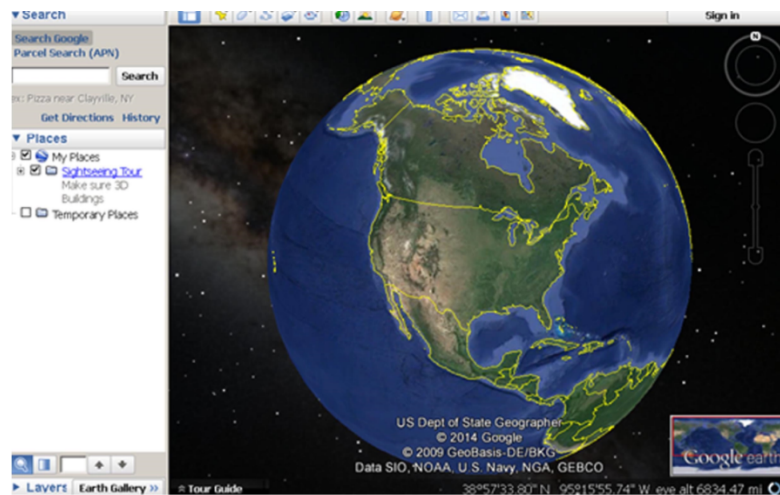 ▼ Search
Sign in
Search Google
Parcel Search (APN)
Search
ex: Pizza near Clayville, NY
Get Directions History
▼ Places
My Places
Sightseeing Tour
Make sure 3D
Buildings
Temporary Places
N
US Dept of State Geographer
© 2014 Google
© 2009 GeoBasis-DE/BKG
Data SIO, NOAA, U.S. Navy, NGA, GEBCO
Google earth
▶ Layers Earth Gallery >>
Tour Guide
38°57'33.80" N 95°15'55.74" W eye alt 6834.47 mi